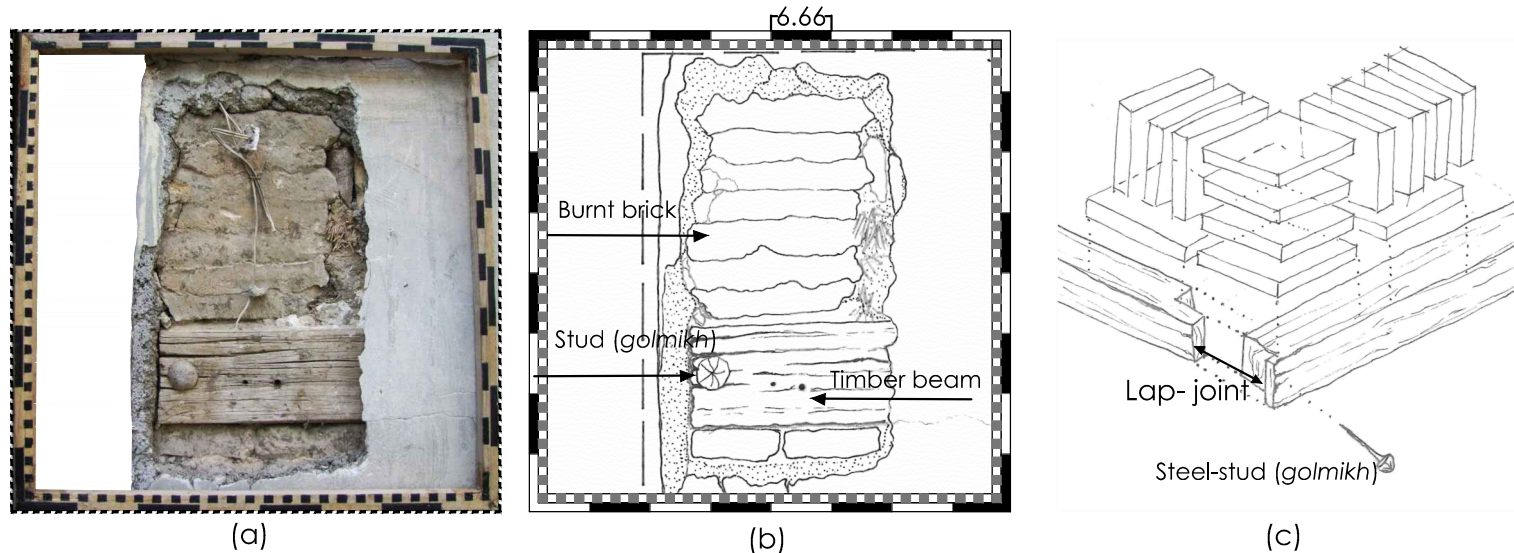 6.66
Burnt brick
Stud (golmikh)
Timber beam
Lap- joint
Steel-stud (golmikh)
(a)
(b)
(c)